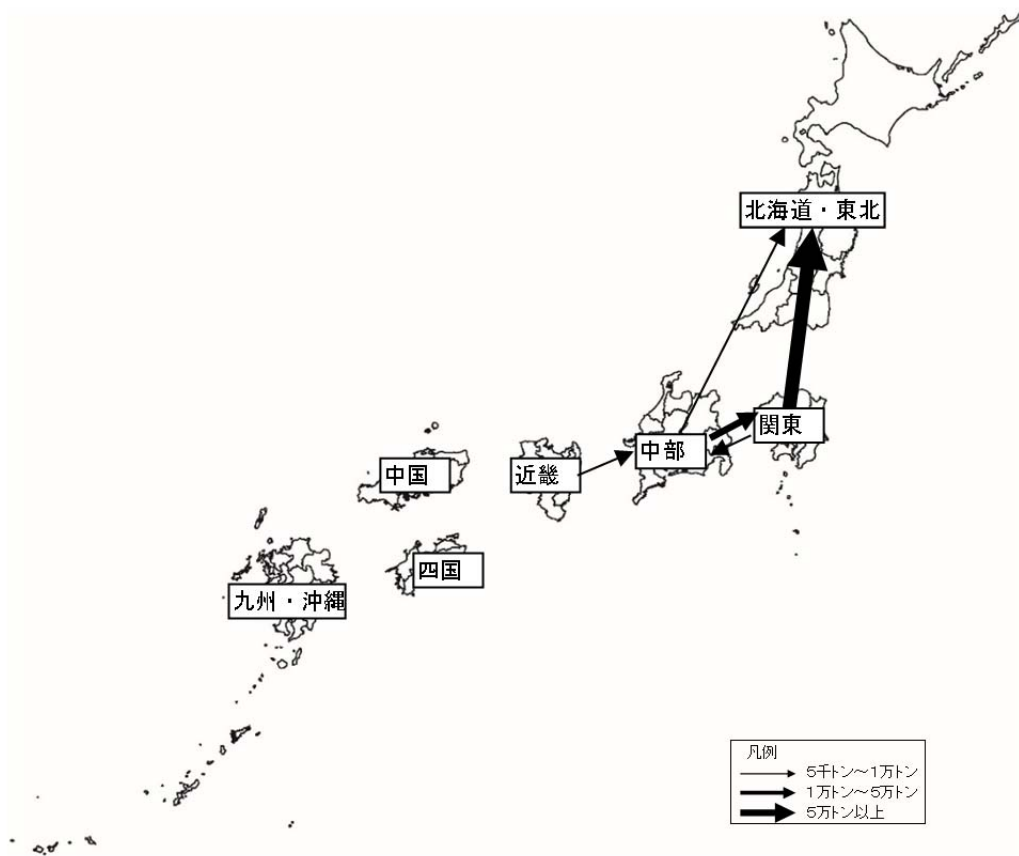 北海道・東北
関東
中部
近畿
中国
四国
九州・沖縄
凡例
5千トン～1万トン
1万トン～5万トン
5万トン以上